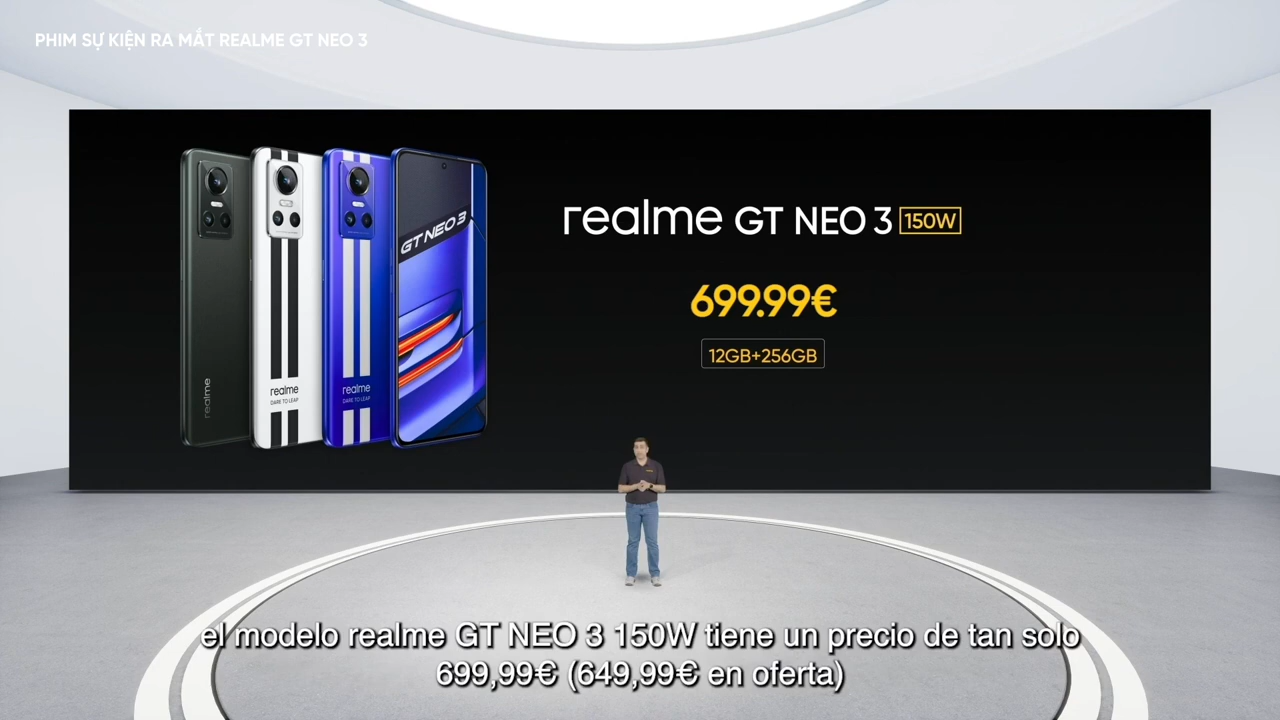 PHIM SỰ KIỆN RA MẮT REALME GT NEO 3
realme GT NEO 3 150W
699.99€
12GB+256GB
GT NEO 3
realme
realme
DARE TO LEAP
realme
DARE TO LEAP
el modelo realme GT NEO 3 150W tiene un precio de tan solo
699,99€ (649,99€ en oferta)